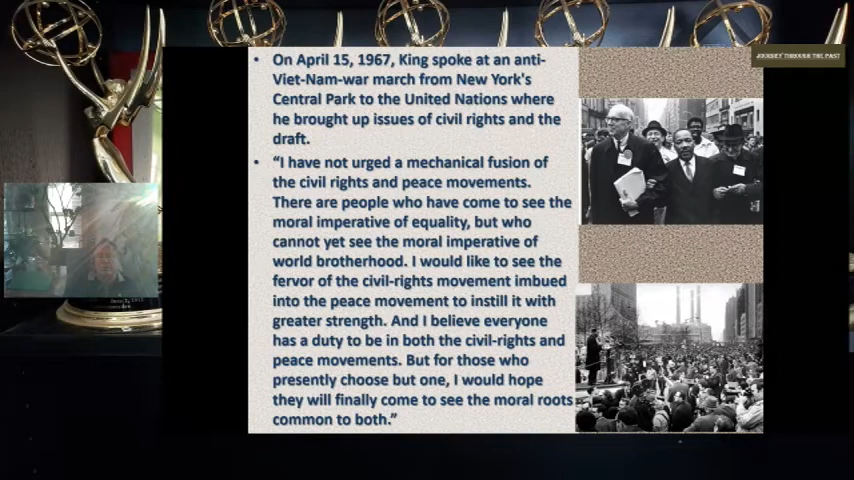 JOURNEY THROUGH THE PAST
• On April 15, 1967, King spoke at an anti-
Viet-Nam-war march from New York's
Central Park to the United Nations where
he brought up issues of civil rights and the
draft.
• “I have not urged a mechanical fusion of
the civil rights and peace movements.
There are people who have come to see the
moral imperative of equality, but who
cannot yet see the moral imperative of
world brotherhood. I would like to see the
fervor of the civil-rights movement imbued
into the peace movement to instill it with
greater strength. And I believe everyone
has a duty to be in both the civil-rights and
peace movements. But for those who
presently choose but one, I would hope
they will finally come to see the moral roots
common to both.”